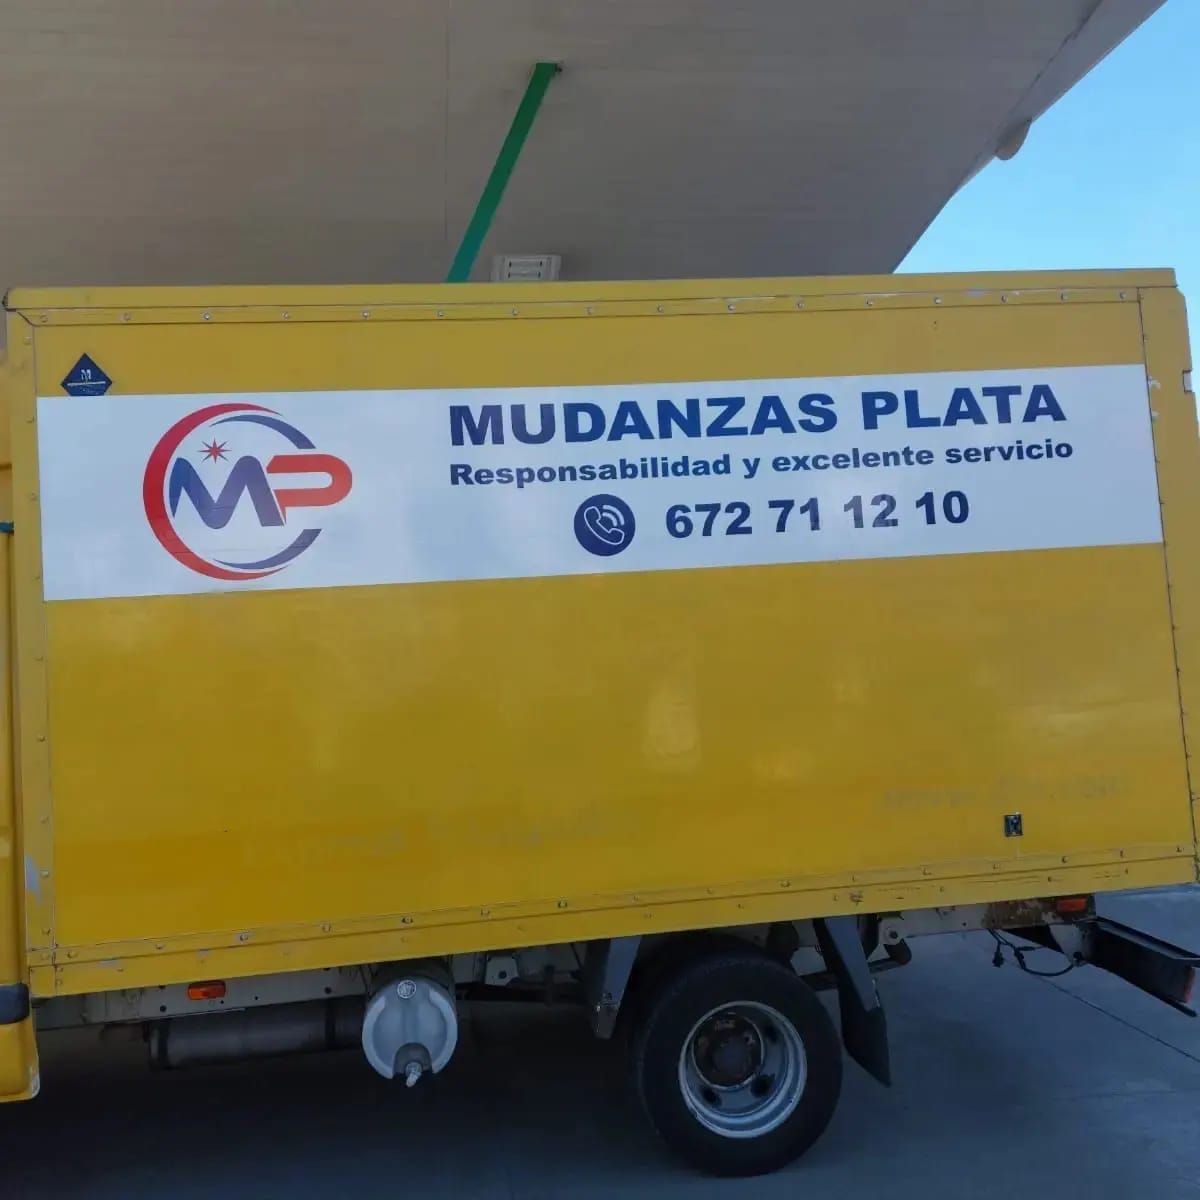 MP
MUDANZAS PLATA
Responsabilidad y excelente servicio
672 71 12 10